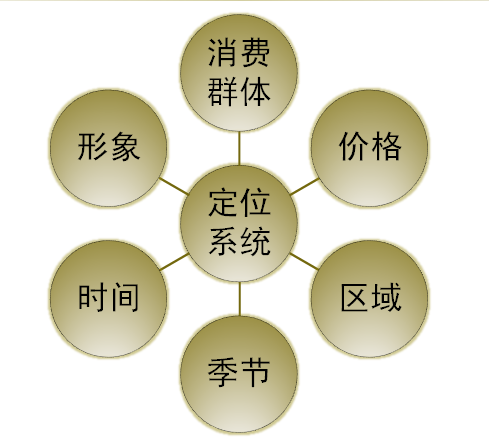 消费
群体
形象
价格
定位
系统
时间
区域
季节